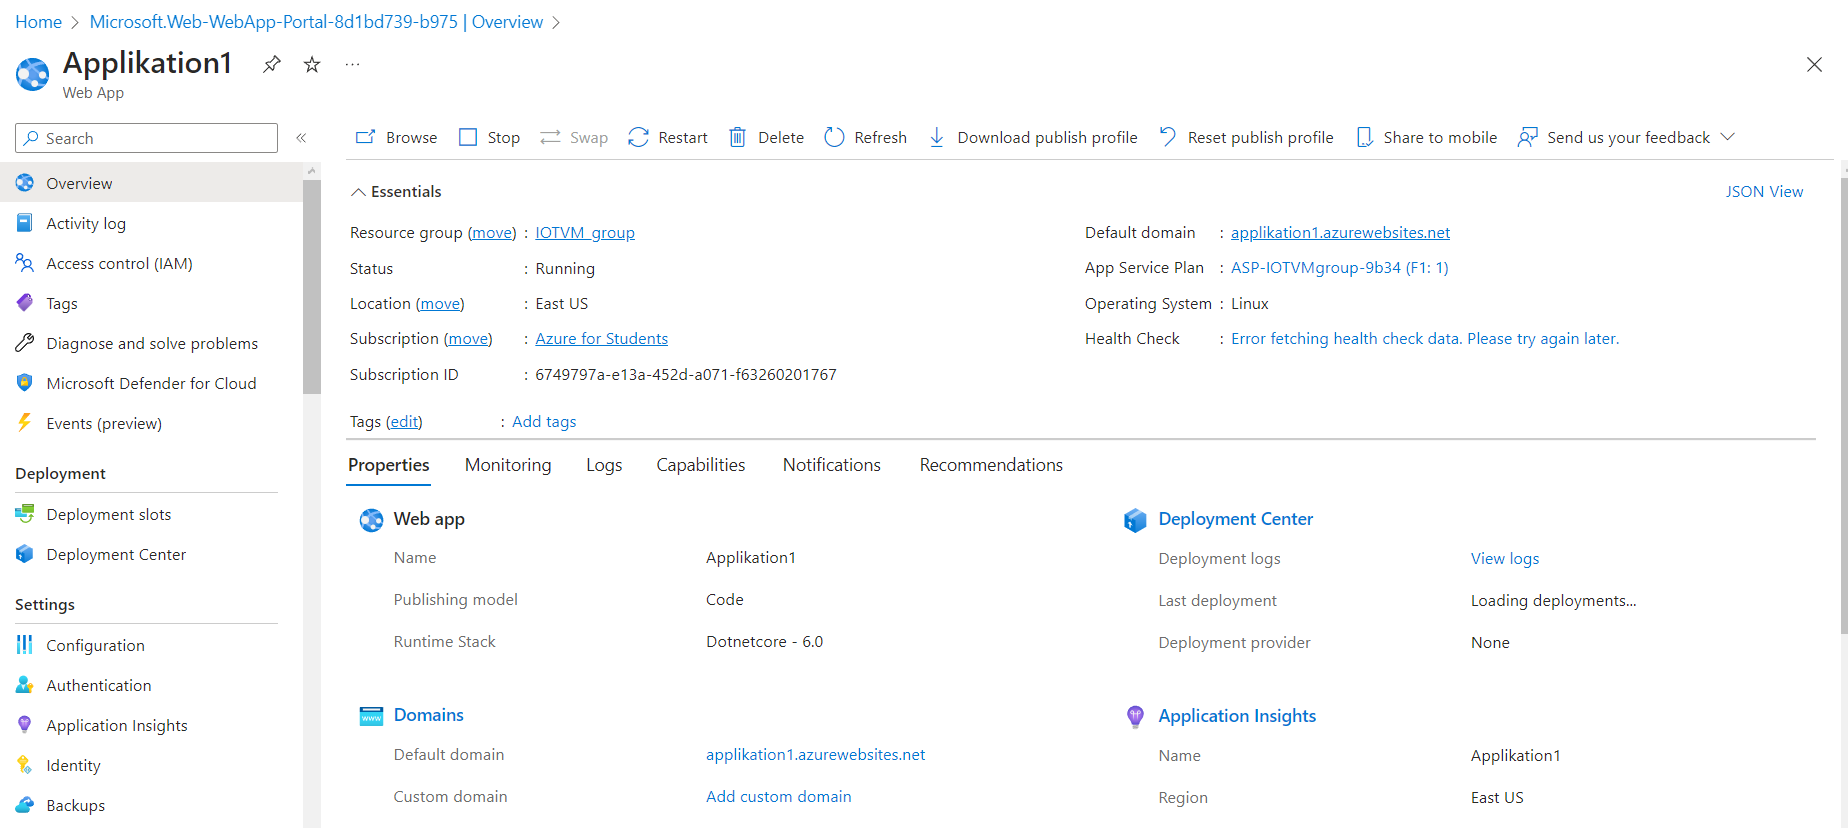 Home > Microsoft.Web-WebApp-Portal-8d1bd739-b975 | Overview >
Applikation1
Web App
Search
Overview
Activity log
Access control (IAM)
Tags
Diagnose and solve problems
Microsoft Defender for Cloud
Events (preview)
Deployment
Deployment slots
Deployment Center
Settings
Configuration
Authentication
Application Insights
Identity
Backups
Browse Stop Swap Restart Delete Refresh Download publish profile Reset publish profile Share to mobile Send us your feedback
Essentials JSON View
Resource group (move) : IOTVM_group
Status : Running
Location (move) : East US
Subscription (move) : Azure for Students
Subscription ID : 6749797a-e13a-452d-a071-f63260201767
Default domain : applikation1.azurewebsites.net
App Service Plan : ASP-IOTVMgroup-9b34 (F1: 1)
Operating System : Linux
Health Check : Error fetching health check data. Please try again later.
Tags (edit) : Add tags
Properties Monitoring Logs Capabilities Notifications Recommendations
Web app
Name Applikation1
Publishing model Code
Runtime Stack Dotnetcore - 6.0
Deployment Center
Deployment logs View logs
Last deployment Loading deployments...
Deployment provider None
www
Domains
Default domain applikation1.azurewebsites.net
Custom domain Add custom domain
Application Insights
Name Applikation1
Region East US